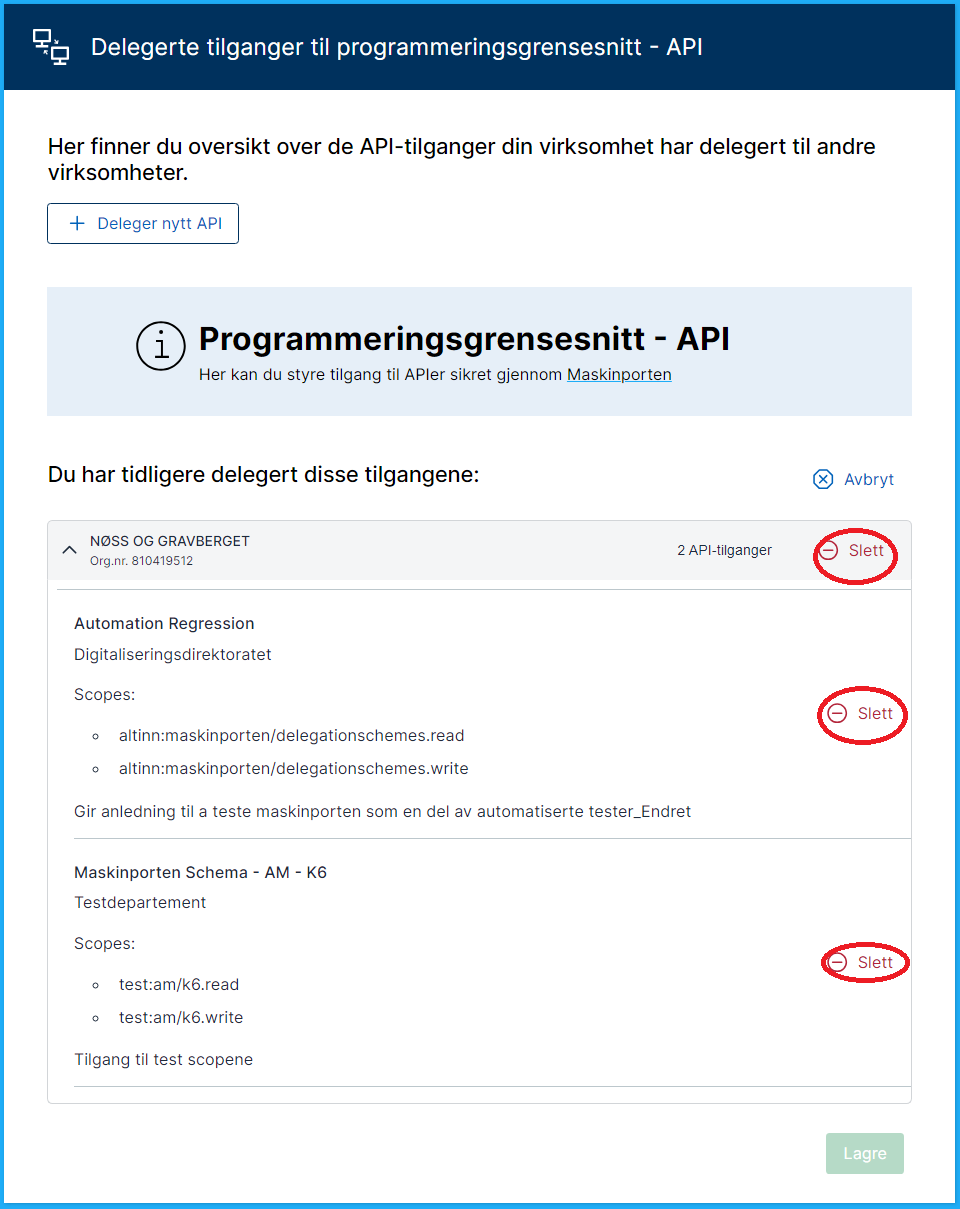 Delegerte tilganger til programmeringsgrensesnitt - API
Her finner du oversikt over de API-tilganger din virksomhet har delegert til andre
virksomheter.
+ Deleger nytt API
Programmeringsgrensesnitt - API
Her kan du styre tilgang til APIer sikret gjennom Maskinporten
Du har tidligere delegert disse tilgangene:
Avbryt
NØSS OG GRAVBERGET
Org.nr. 810419512
2 API-tilganger
Slett
Automation Regression
Digitaliseringsdirektoratet
Scopes:
altinn:maskinporten/delegationschemes.read
altinn:maskinporten/delegationschemes.write
Gir anledning til a teste maskinporten som en del av automatiserte tester_Endret
Slett
Maskinporten Schema - AM - K6
Testdepartement
Scopes:
test:am/k6.read
test:am/k6.write
Tilgang til test scopene
Slett
Lagre